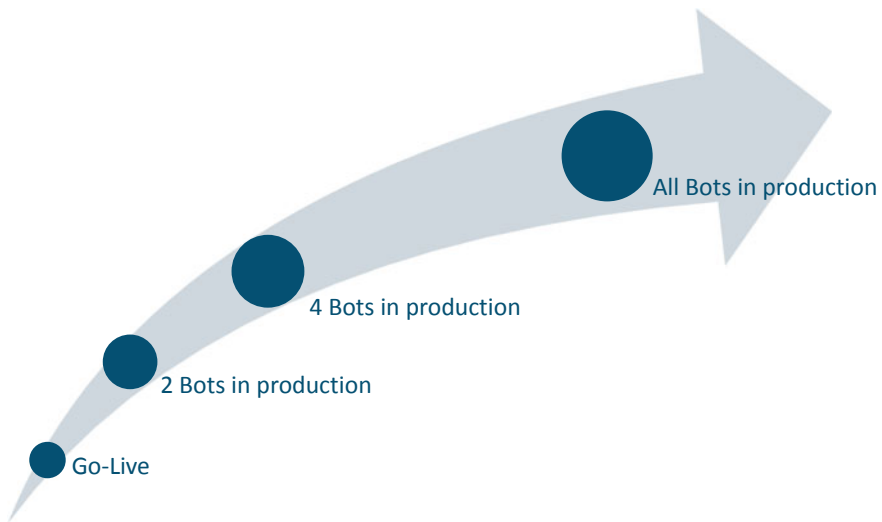 All Bots in production
4 Bots in production
2 Bots in production
Go-Live